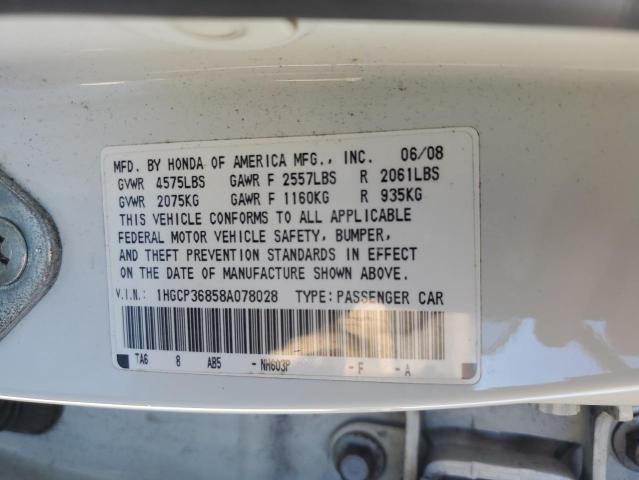 MFD. BY HONDA OF AMERICA MFG., INC. 06/08
GVWR 4575LBS GAWR F 2557LBS R 2061LBS
GVWR 2075KG GAWR F 1160KG R 935KG
THIS VEHICLE CONFORMS TO ALL APPLICABLE
FEDERAL MOTOR VEHICLE SAFETY, BUMPER,
AND THEFT PREVENTION STANDARDS IN EFFECT
ON THE DATE OF MANUFACTURE SHOWN ABOVE.
V.I.N.: 1HGCP36858A078028 TYPE: PASSENGER CAR
TA6 8 AB5 - NH603P - F - A